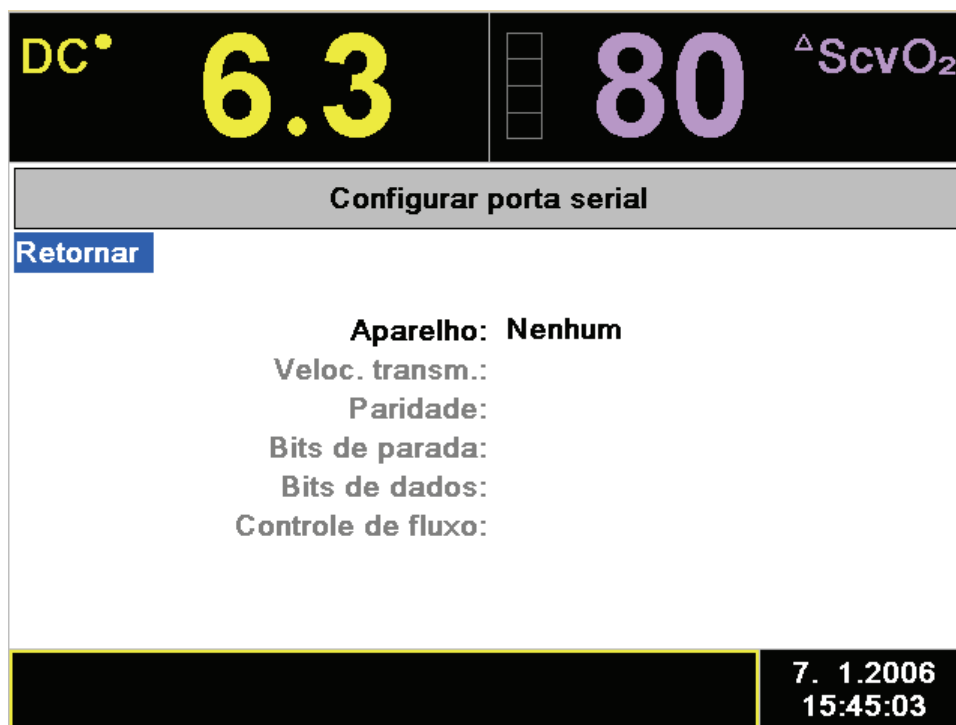 DC• 6.3 80 △ScvO₂
Configurar porta serial
Retornar
Aparelho: Nenhum
Veloc. transm.:
Paridade:
Bits de parada:
Bits de dados:
Controle de fluxo:
7. 1.2006
15:45:03